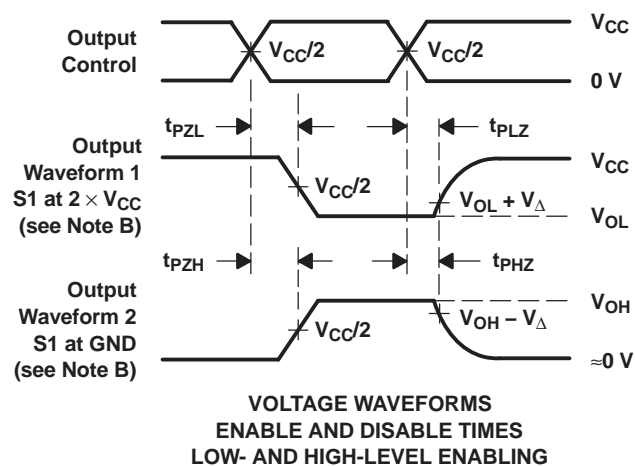 Output
Control
V_CC/2
V_CC/2
V_CC
0 V
t_PZL
t_PLZ
Output
Waveform 1
S1 at 2 × V_CC
(see Note B)
V_CC/2
V_CC
V_OL + V_Δ
V_OL
t_PZH
t_PHZ
Output
Waveform 2
S1 at GND
(see Note B)
V_CC/2
V_OH
V_OH – V_Δ
≈0 V
VOLTAGE WAVEFORMS
ENABLE AND DISABLE TIMES
LOW- AND HIGH-LEVEL ENABLING